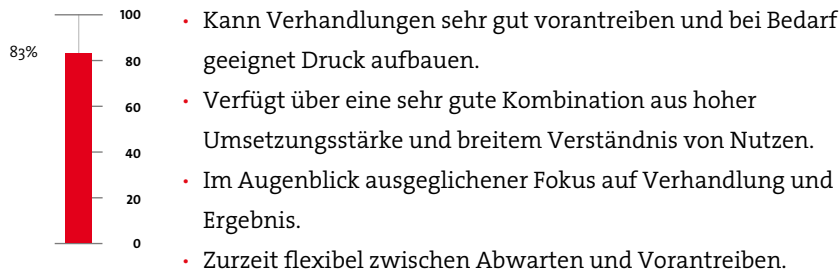 100
83%
80
60
40
20
0
• Kann Verhandlungen sehr gut vorantreiben und bei Bedarf
geeignet Druck aufbauen.
• Verfügt über eine sehr gute Kombination aus hoher
Umsetzungsstärke und breitem Verständnis von Nutzen.
• Im Augenblick ausgeglichener Fokus auf Verhandlung und
Ergebnis.
• Zurzeit flexibel zwischen Abwarten und Vorantreiben.